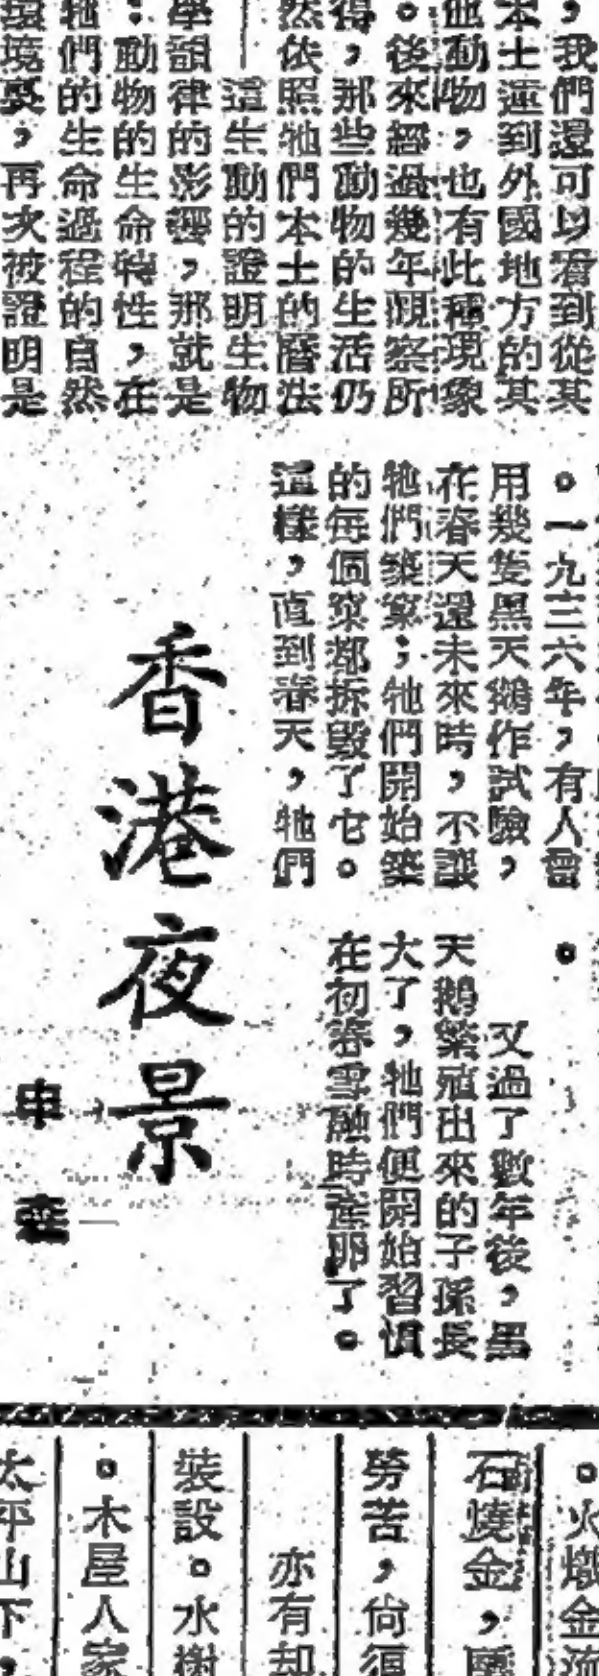 ，我們還可以看到從其
本土運到外國地方的其
他動物，也有此種現象
。後來經過幾年觀察所
得，那些動物的生活仍
然依照牠們本土的曆法
這生動的證明生物
學韻律的影響，那就是
：動物的生命特性，在
牠們的生命過程的自然
環境裏，再次被證明是
。一九三六年，有人曾
用幾隻黑天鵝作試驗，
在春天還未來時，不讓
牠們築窠；牠們開始築
的每個窠都拆毀了它。
這樣，直到春天，牠們
又過了數年後，黑
天鵝繁殖出來的子孫長
大了，牠們便開始習慣
在初春雪融時產卵了。
香港夜景
申
。火熾金流
石燒金，
勞苦，尙須
亦有却
裝設。水榭
。木屋人家
太平山下，